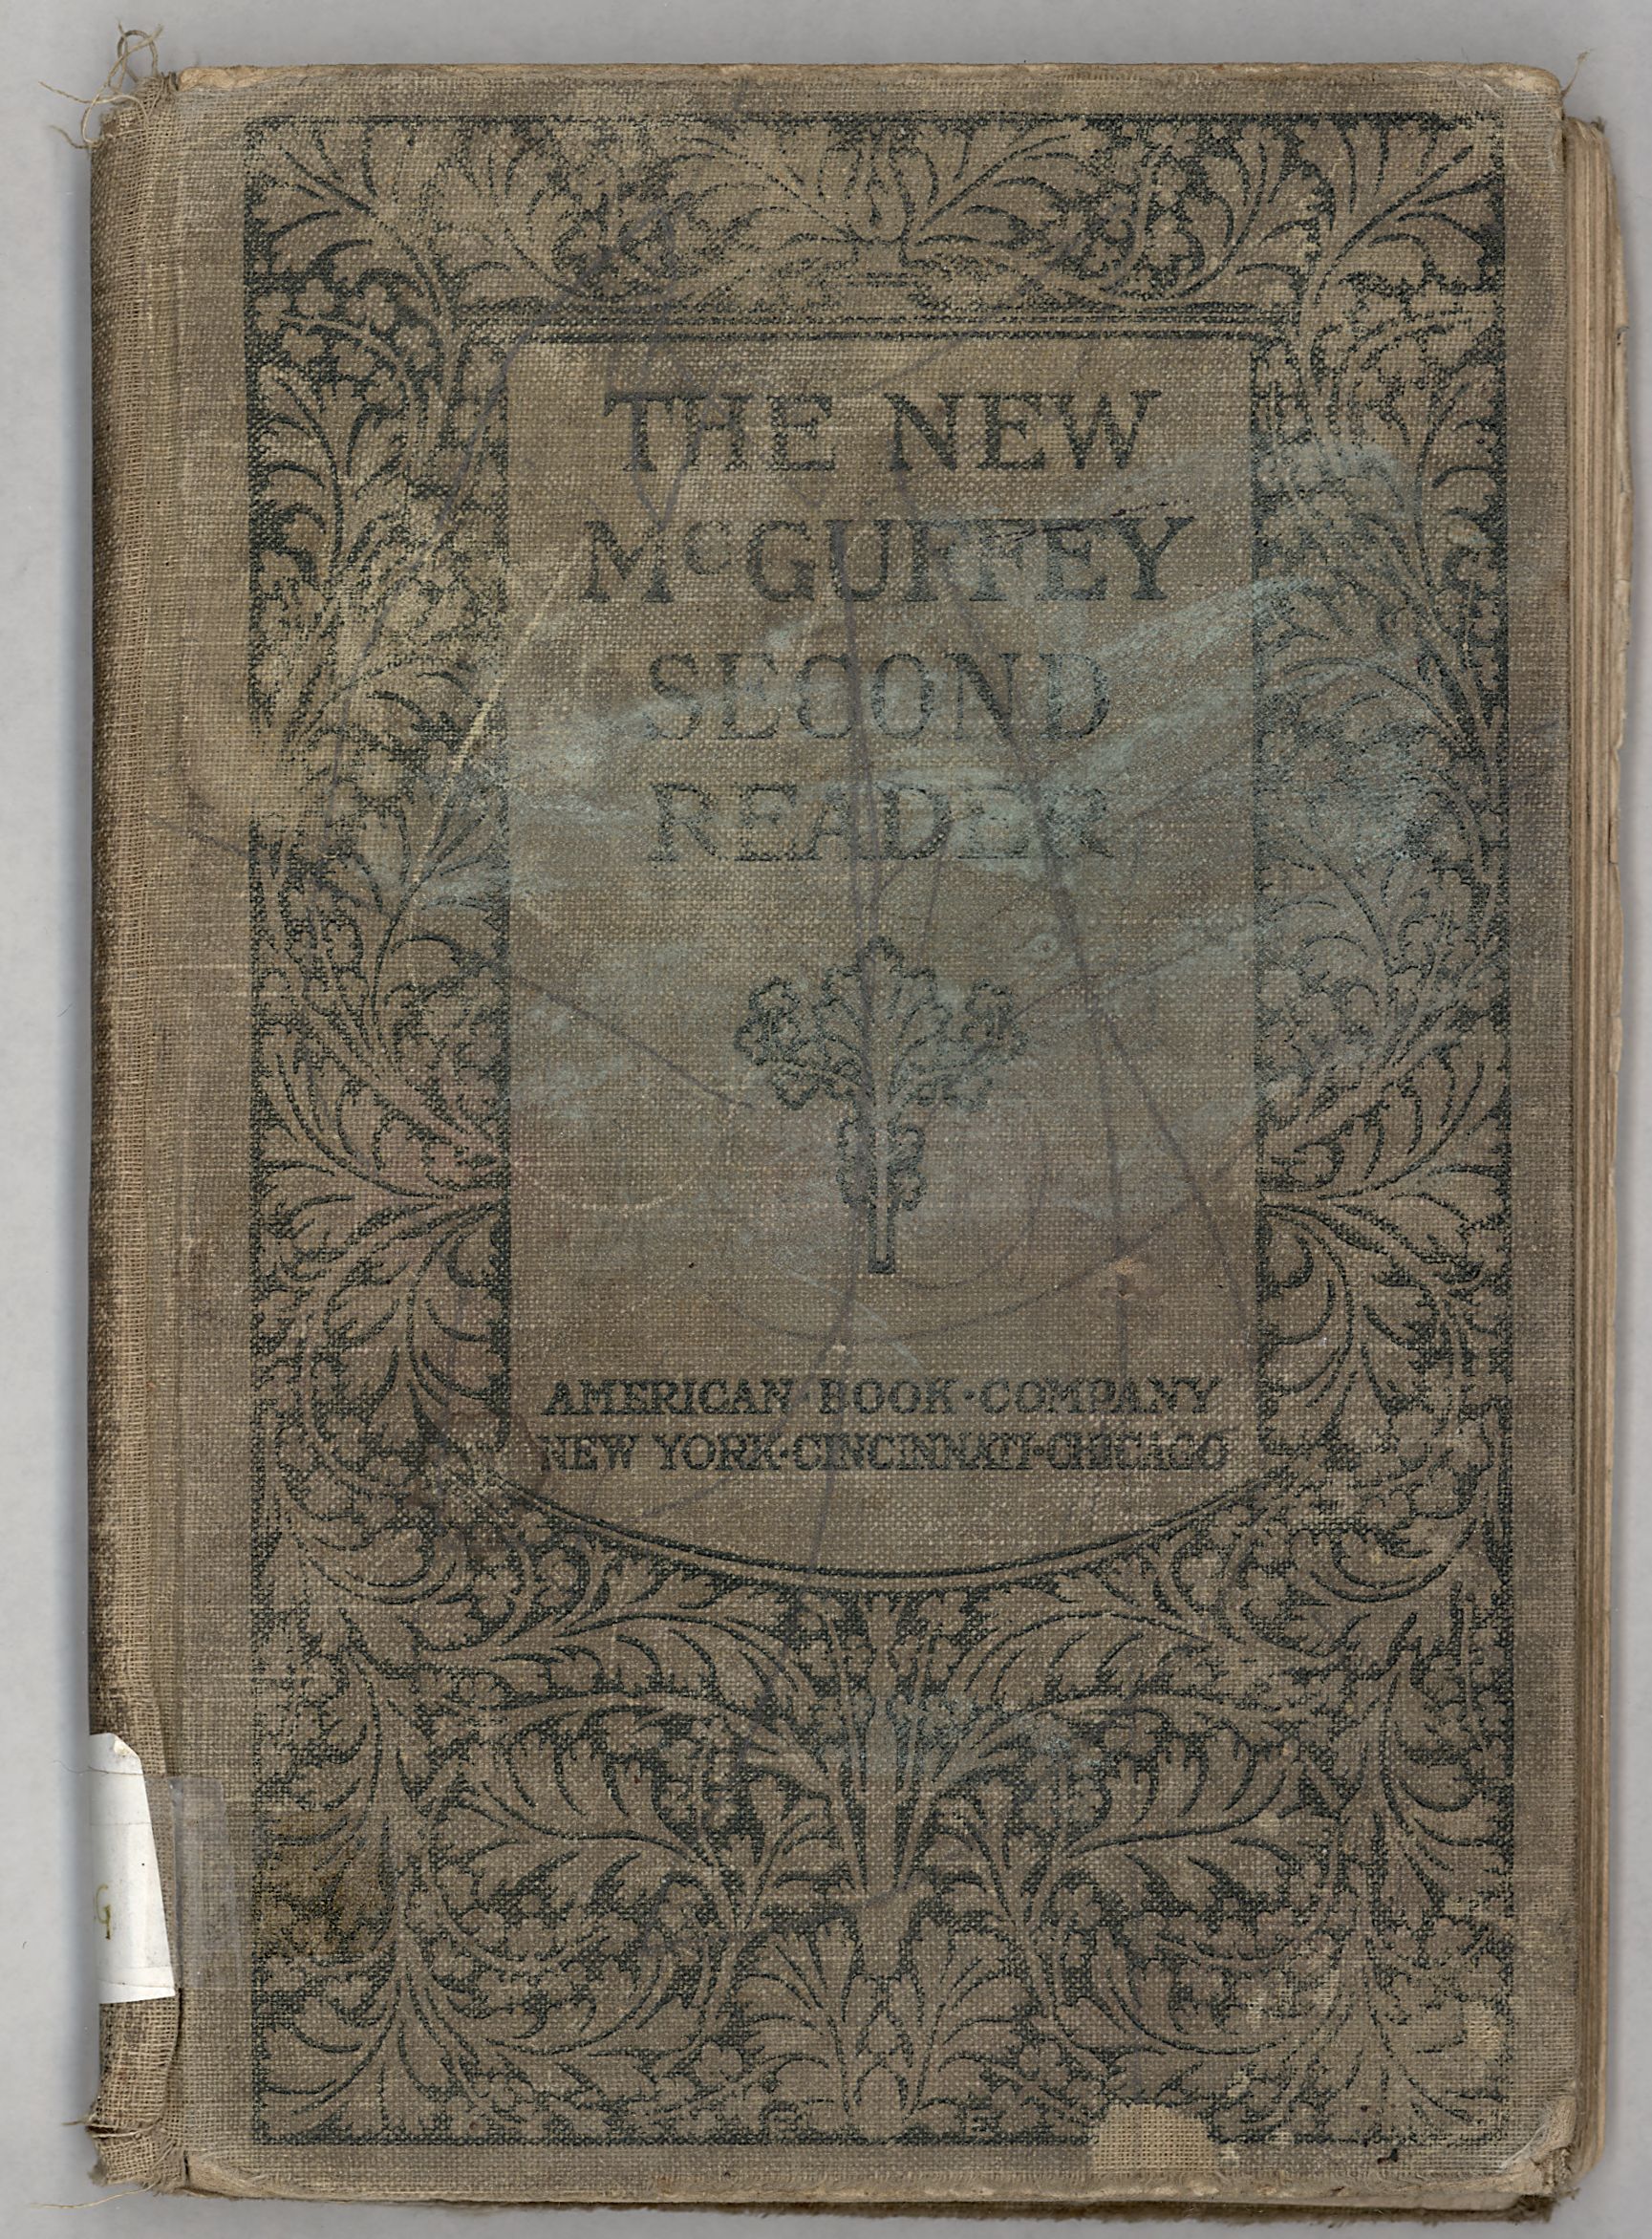 THE NEW
McGUFFEY
SECOND
READER
AMERICAN·BOOK·COMPANY
NEW YORK·CINCINNATI·CHICAGO